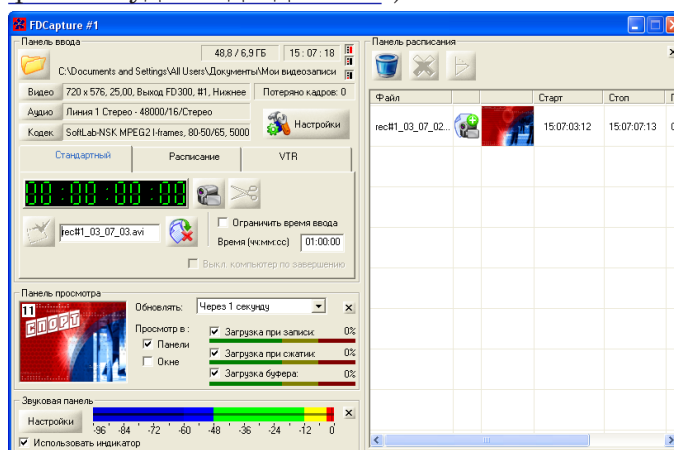 FDCapture #1
Панель ввода
48,8 / 6,9 ГБ
15 : 07 : 18
C:\Documents and Settings\All Users\Документы\Мои видеозаписи
Видео
720 x 576, 25,00, Выход FD300, #1, Нижнее
Потеряно кадров: 0
Аудио
Линия 1 Стерео - 48000/16/Стерео
Кодек
SoftLab-NSK MPEG2 I-frames, 80-50/65, 5000
Настройки
Стандартный
Расписание
VTR
00:00:00:00
rec#1_03_07_03.avi
Ограничить время ввода
Время (чч:мм:сс)
01:00:00
Выкл. компьютер по завершению
Панель просмотра
11
СПОРТ
Обновлять:
Через 1 секунду
Просмотр в :
Панели
Окне
Загрузка при записи:
0%
Загрузка при сжатии:
0%
Загрузка буфера:
0%
Звуковая панель
Настройки
-96 -84 -72 -60 -48 -36 -24 -12 0
Использовать индикатор
Панель расписания
Файл
Старт
Стоп
rec#1_03_07_02...
15:07:03:12
15:07:07:13